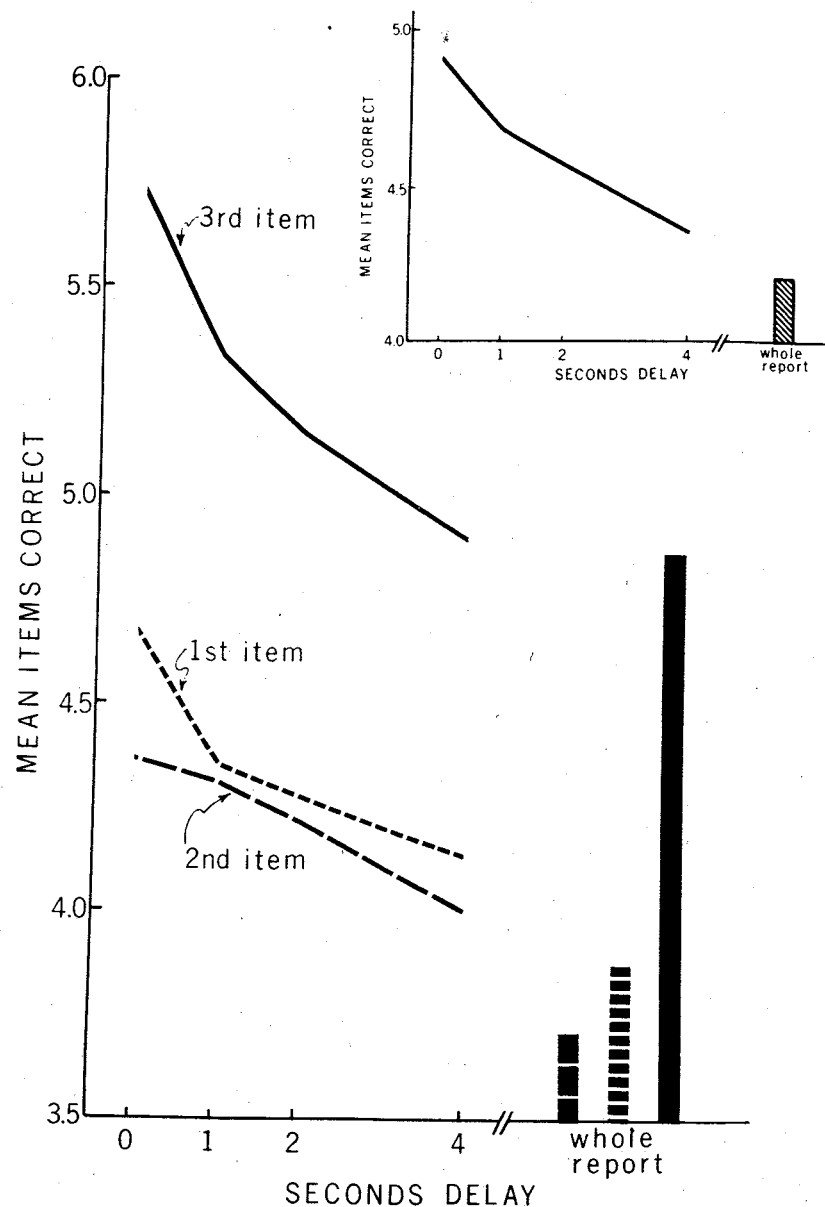 5.0
4.5
4.0
MEAN ITEMS CORRECT
0 1 2 4
SECONDS DELAY
whole
report
6.0
5.5
5.0
4.5
4.0
3.5
MEAN ITEMS CORRECT
3rd item
1st item
2nd item
0 1 2 4
whole
report
SECONDS DELAY